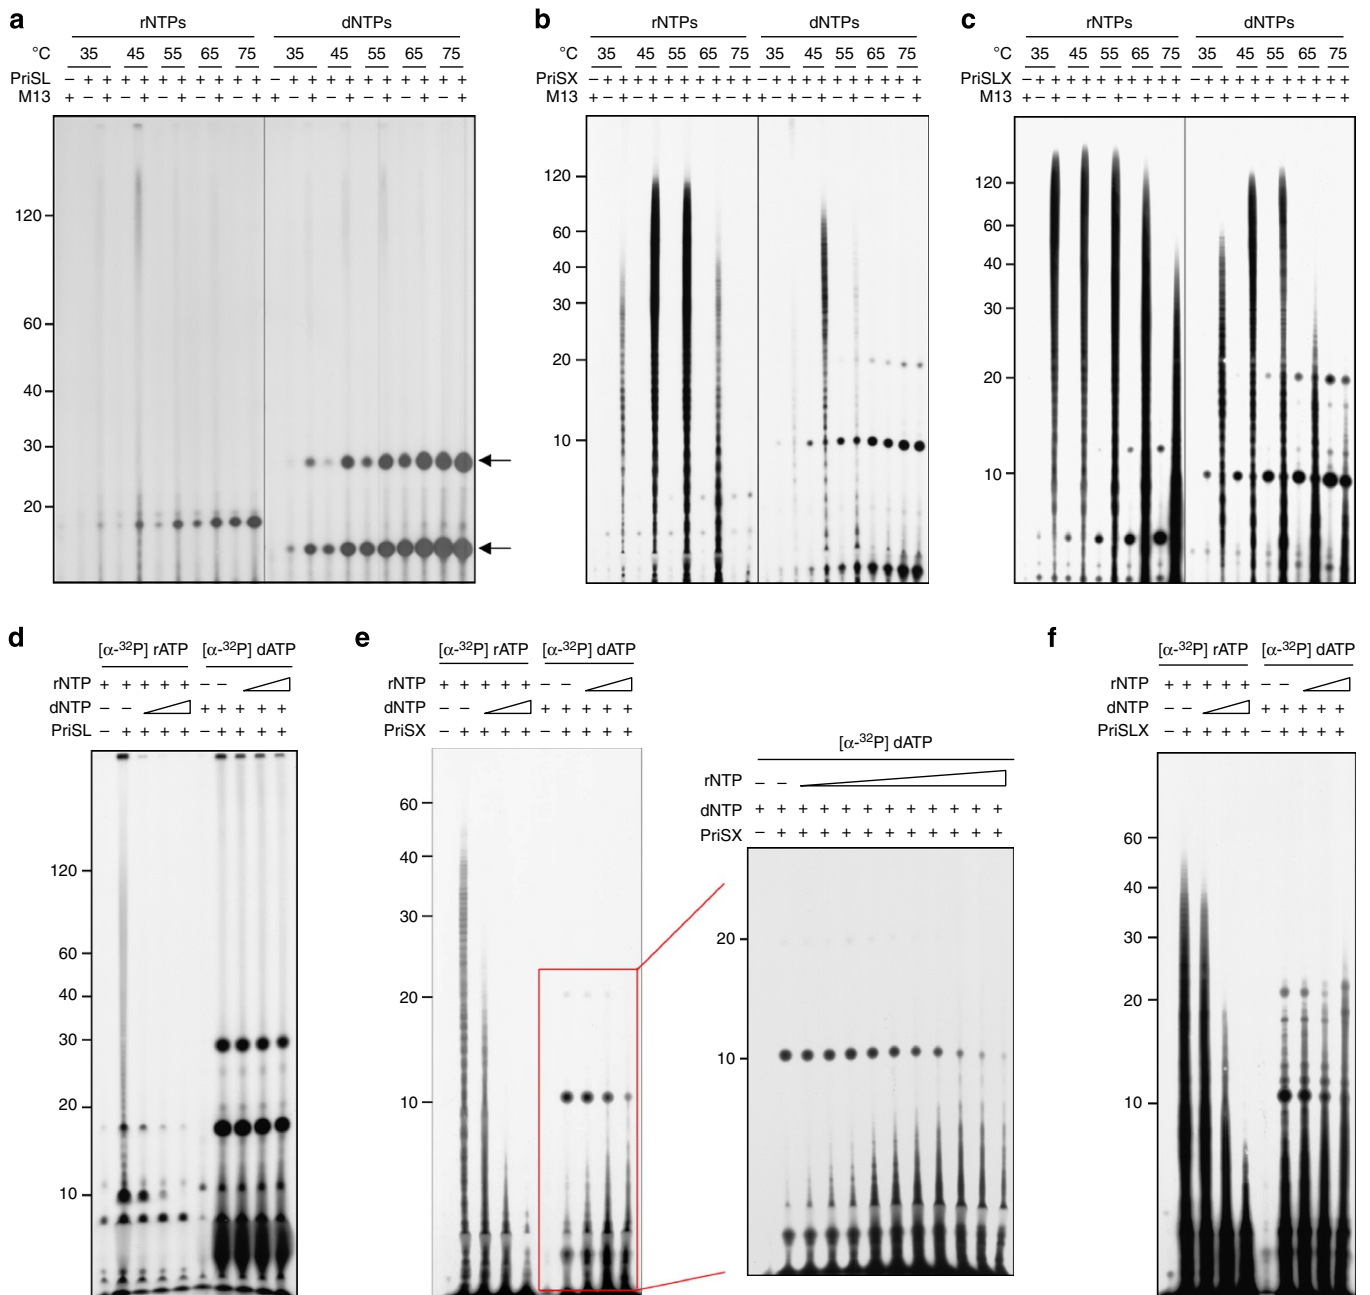 a
rNTPs dNTPs
°C 35 45 55 65 75 35 45 55 65 75
PriSL – + + + + + + + + + + – + + + + + + + + + +
M13 + – + – + – + – + – + + – + – + – + – + – +
120
60
40
30
20
b
rNTPs dNTPs
°C 35 45 55 65 75 35 45 55 65 75
PriSX – + + + + + + + + + + – + + + + + + + + + +
M13 + – + – + – + – + – + + – + – + – + – + – +
120
60
40
30
20
10
c
rNTPs dNTPs
°C 35 45 55 65 75 35 45 55 65 75
PriSLX – + + + + + + + + + + – + + + + + + + + + +
M13 + – + – + – + – + – + + – + – + – + – + – +
120
60
40
30
20
10
d
[α-³²P] rATP [α-³²P] dATP
rNTP + + + + + – –
dNTP – – + + + + +
PriSL – + + + + – + + + +
120
60
40
30
20
10
e
[α-³²P] rATP [α-³²P] dATP
rNTP + + + + + – –
dNTP – – + + + + +
PriSX – + + + + – + + + +
60
40
30
20
10
[α-³²P] dATP
rNTP – –
dNTP + + + + + + + + + + + +
PriSX – + + + + + + + + + + +
20
10
f
[α-³²P] rATP [α-³²P] dATP
rNTP + + + + + – –
dNTP – – + + + + +
PriSLX – + + + + – + + + +
60
40
30
20
10